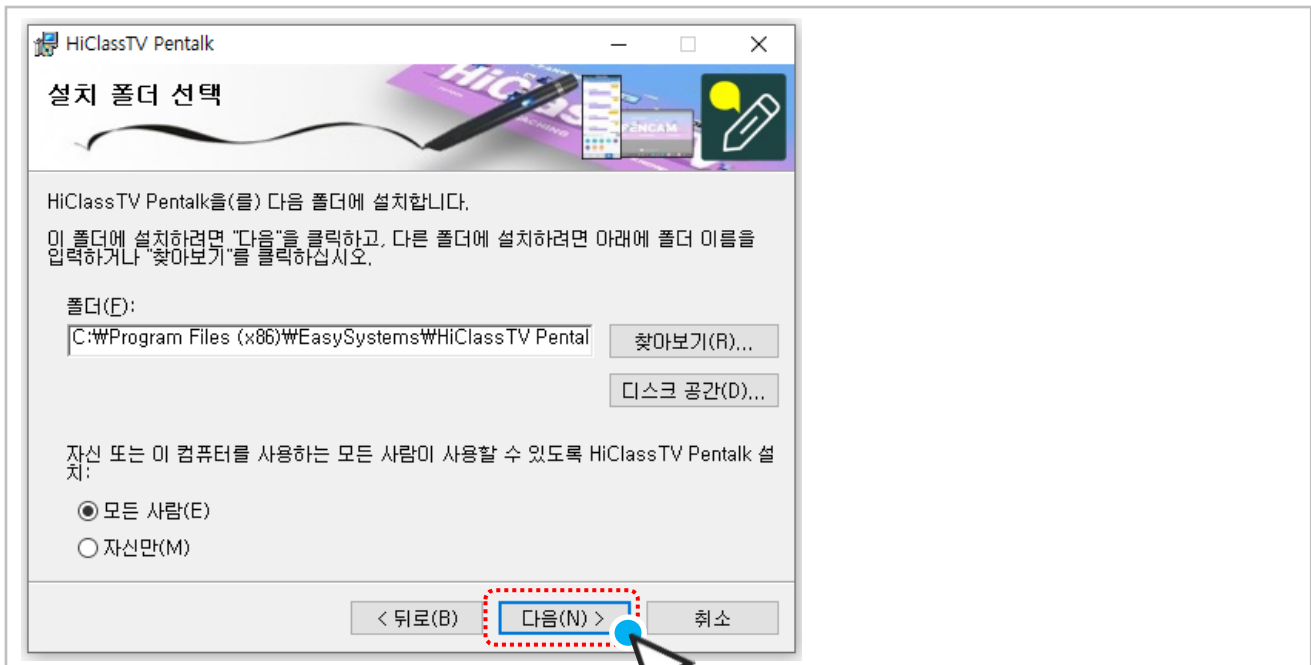 HiClassTV Pentalk
설치 폴더 선택
HiClass
PENCAM
HiClassTV Pentalk을(를) 다음 폴더에 설치합니다.
이 폴더에 설치하려면 "다음"을 클릭하고, 다른 폴더에 설치하려면 아래에 폴더 이름을
입력하거나 "찾아보기"를 클릭하십시오.
폴더(F):
C:₩Program Files (x86)₩EasySystems₩HiClassTV Pental
찾아보기(R)...
디스크 공간(D)...
자신 또는 이 컴퓨터를 사용하는 모든 사람이 사용할 수 있도록 HiClassTV Pentalk 설
치:
모든 사람(E)
자신만(M)
< 뒤로(B)
다음(N) >
취소